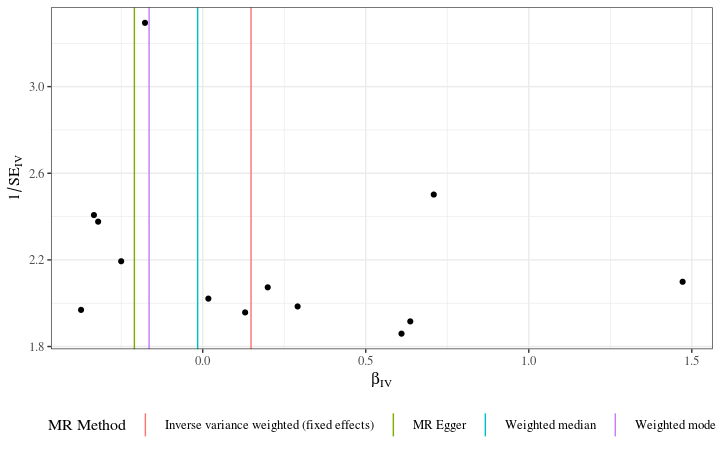 1/SE_IV
3.0
2.6
2.2
1.8
0.0 0.5 1.0 1.5
β_IV
MR Method Inverse variance weighted (fixed effects) MR Egger Weighted median Weighted mode